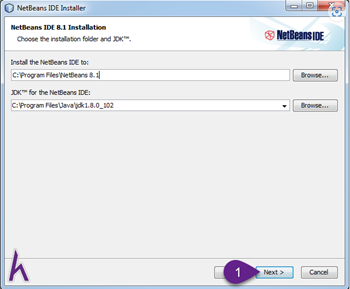 NetBeans IDE Installer
NetBeans IDE 8.1 Installation
Choose the installation folder and JDK™.
NetBeans IDE
Install the NetBeans IDE to:
C:\Program Files\NetBeans 8.1
Browse...
JDK™ for the NetBeans IDE:
C:\Program Files\Java\jdk1.8.0_102
Browse...
1
Next >
Cancel